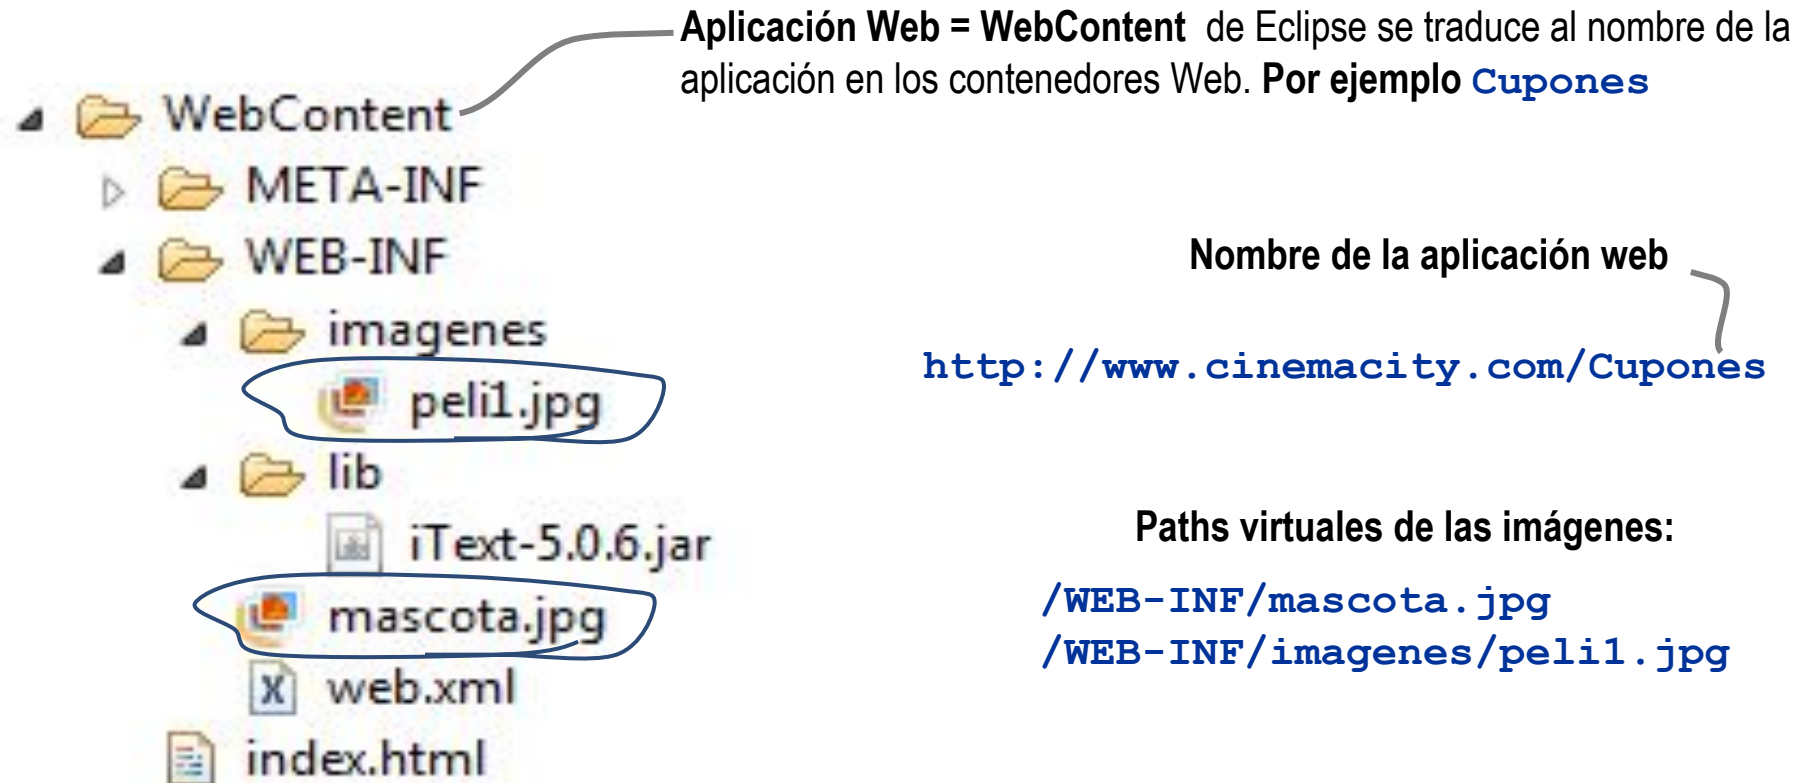 Aplicación Web = WebContent de Eclipse se traduce al nombre de la
aplicación en los contenedores Web. Por ejemplo Cupones
WebContent
META-INF
WEB-INF
imagenes
peli1.jpg
lib
iText-5.0.6.jar
mascota.jpg
web.xml
index.html
Nombre de la aplicación web
http://www.cinemacity.com/Cupones
Paths virtuales de las imágenes:
/WEB-INF/mascota.jpg
/WEB-INF/imagenes/peli1.jpg